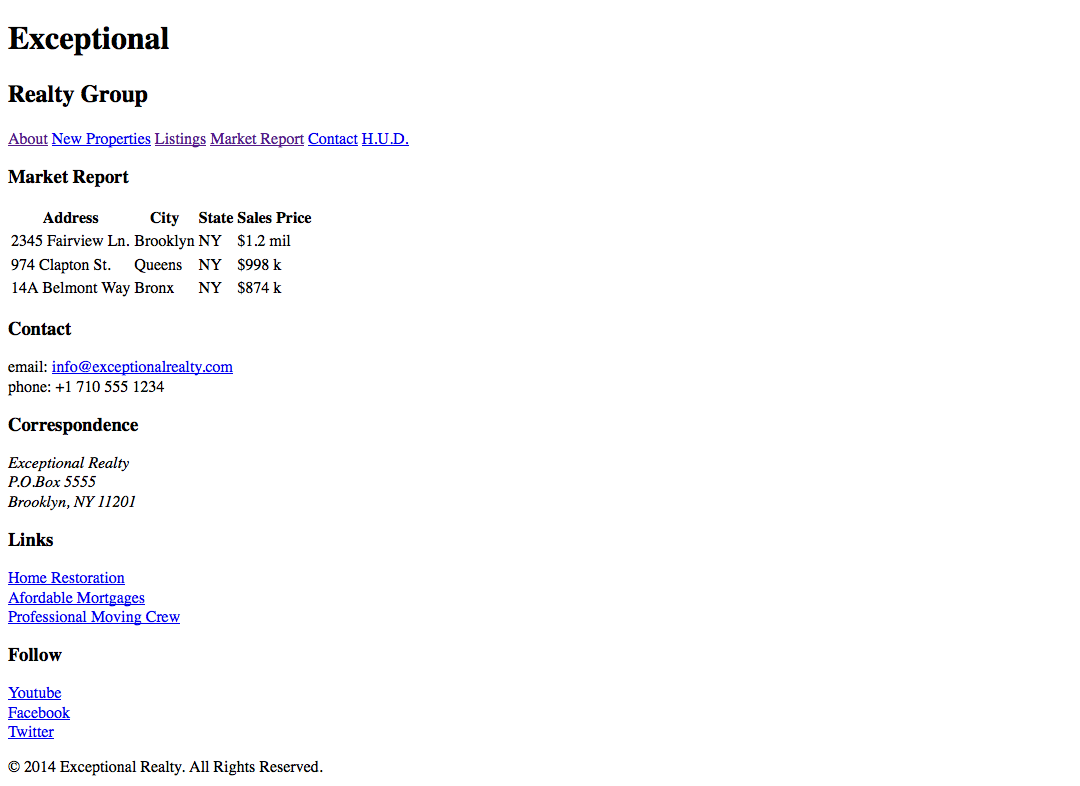 Exceptional
Realty Group
About New Properties Listings Market Report Contact H.U.D.
Market Report
Address City State Sales Price
2345 Fairview Ln. Brooklyn NY $1.2 mil
974 Clapton St. Queens NY $998 k
14A Belmont Way Bronx NY $874 k
Contact
email: info@exceptionalrealty.com
phone: +1 710 555 1234
Correspondence
Exceptional Realty
P.O.Box 5555
Brooklyn, NY 11201
Links
Home Restoration
Afordable Mortgages
Professional Moving Crew
Follow
Youtube
Facebook
Twitter
© 2014 Exceptional Realty. All Rights Reserved.